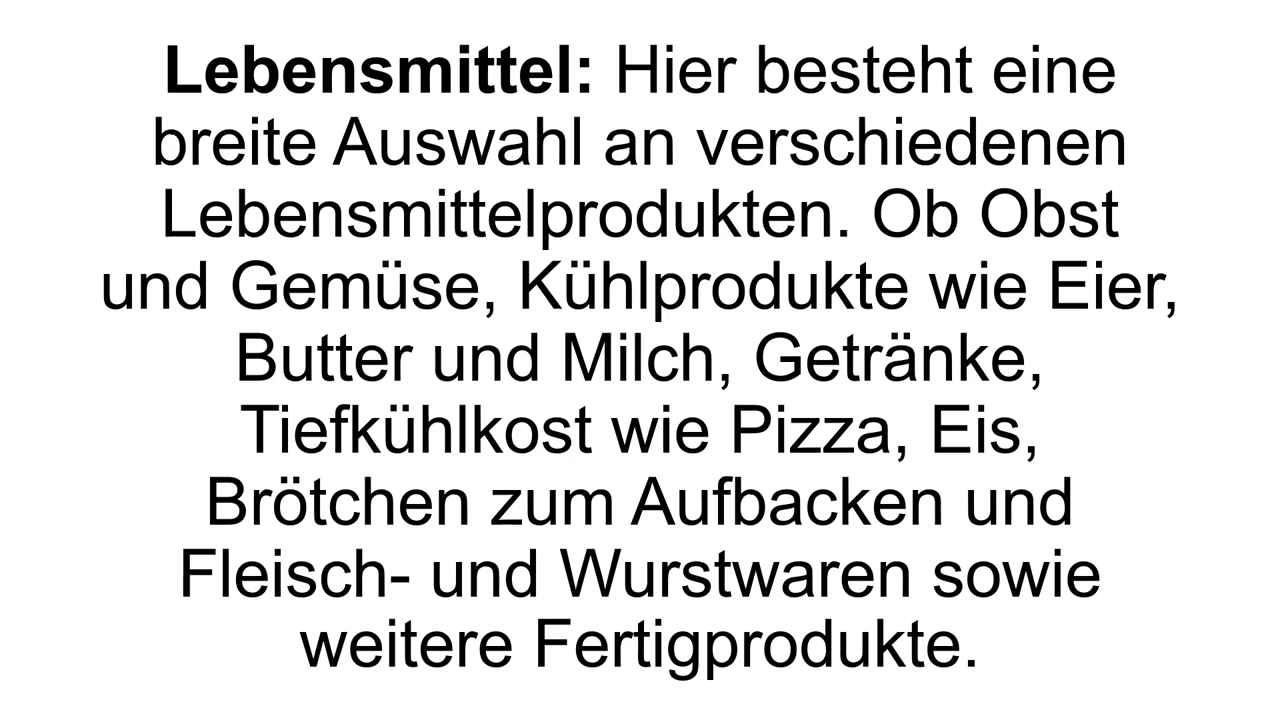 Lebensmittel: Hier besteht eine
breite Auswahl an verschiedenen
Lebensmittelprodukten. Ob Obst
und Gemüse, Kühlprodukte wie Eier,
Butter und Milch, Getränke,
Tiefkühlkost wie Pizza, Eis,
Brötchen zum Aufbacken und
Fleisch- und Wurstwaren sowie
weitere Fertigprodukte.